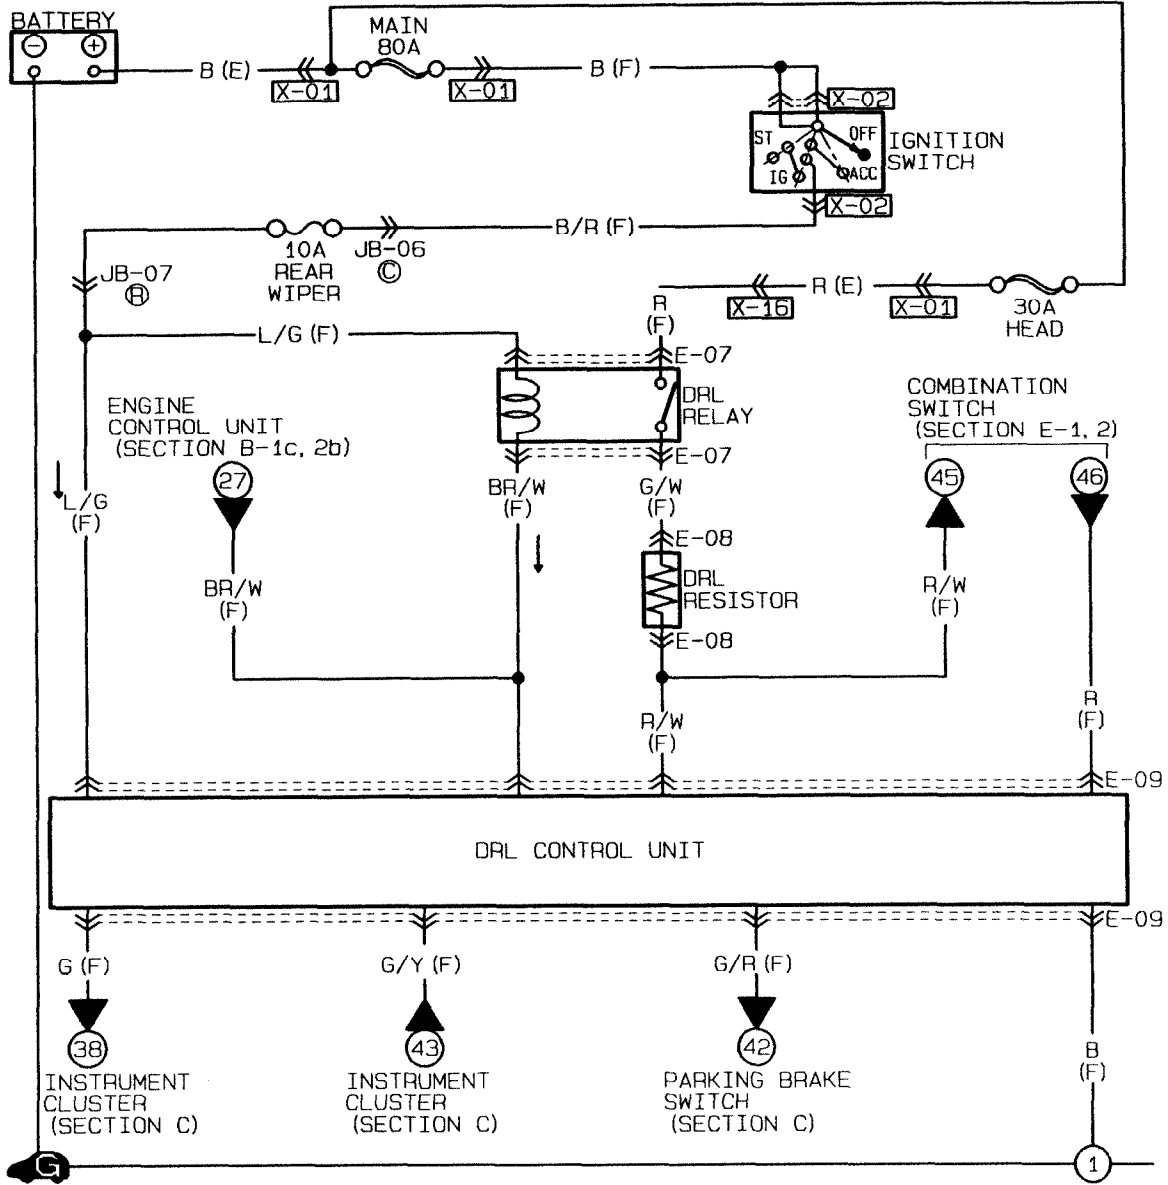 BATTERY
− +
MAIN
80A
B (E)
X-01
X-01
B (F)
X-02
ST
OFF
IG
ACC
IGNITION
SWITCH
X-02
B/R (F)
10A
REAR
WIPER
JB-06
C
JB-07
R
R (E)
X-16
X-01
30A
HEAD
L/G (F)
R
(F)
E-07
DRL
RELAY
E-07
ENGINE
CONTROL UNIT
(SECTION B-1c, 2b)
27
COMBINATION
SWITCH
(SECTION E-1, 2)
45
46
L/G
(F)
BR/W
(F)
G/W
(F)
E-08
DRL
RESISTOR
E-08
BR/W
(F)
R/W
(F)
R/W
(F)
R
(F)
E-09
DRL CONTROL UNIT
E-09
G (F)
G/Y (F)
G/R (F)
38
43
42
B
(F)
INSTRUMENT
CLUSTER
(SECTION C)
INSTRUMENT
CLUSTER
(SECTION C)
PARKING BRAKE
SWITCH
(SECTION C)
G
1